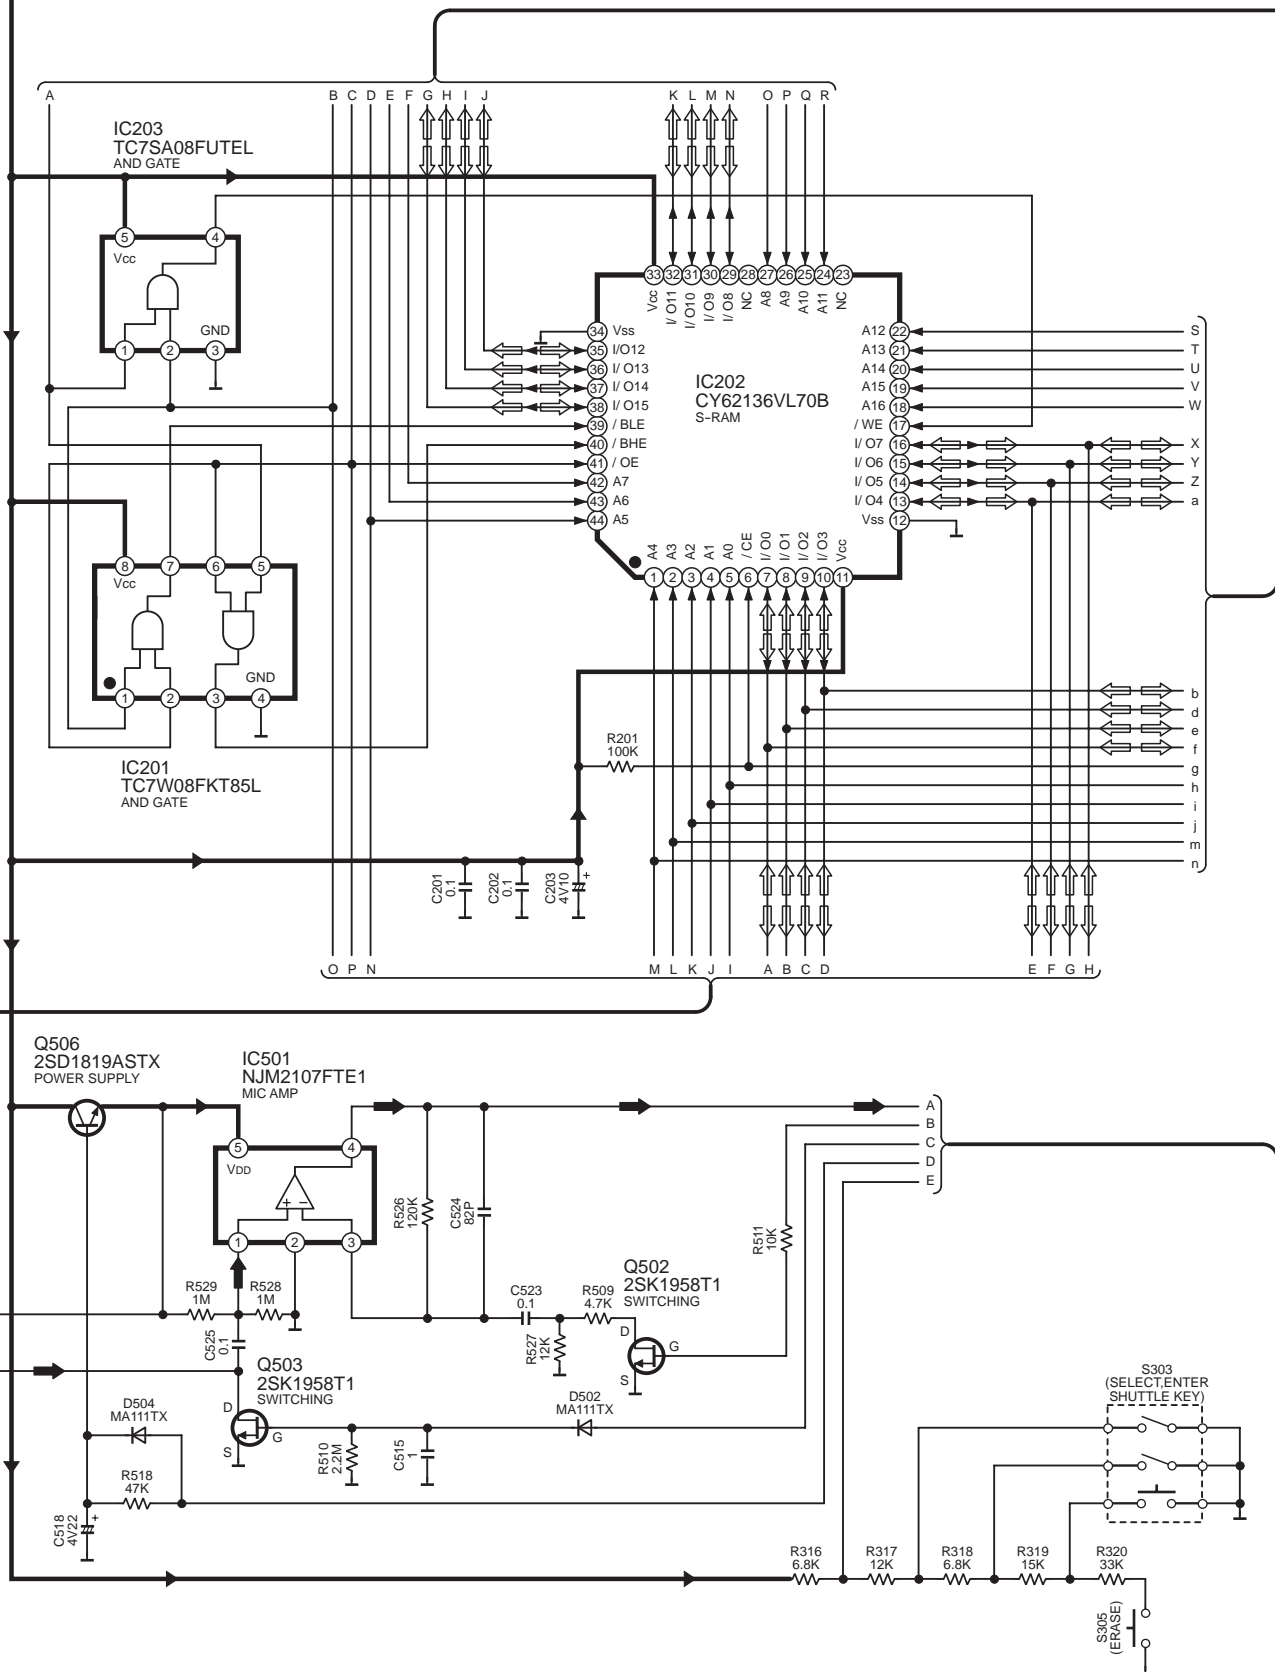 A B C D E F G H I J K L M N O P Q R
IC203
TC7SA08FUTEL
AND GATE
5 4
Vcc
GND
1 2 3
33 32 31 30 29 28 27 26 25 24 23
Vcc I/ O11 I/ O10 I/ O9 I/ O8 NC A8 A9 A10 A11 NC
34 Vss
35 I/O12
36 I/ O13
37 I/ O14
38 I/ O15
39 / BLE
40 / BHE
41 / OE
42 A7
43 A6
44 A5
IC202
CY62136VL70B
S-RAM
A12 22 S
A13 21 T
A14 20 U
A15 19 V
A16 18 W
/ WE 17
I/ O7 16 X
I/ O6 15 Y
I/ O5 14 Z
I/ O4 13 a
Vss 12
A4 A3 A2 A1 A0 / CE I/ O0 I/ O1 I/ O2 I/ O3 Vcc
1 2 3 4 5 6 7 8 9 10 11
8 7 6 5
Vcc
GND
1 2 3 4
IC201
TC7W08FKT85L
AND GATE
R201
100K
b
d
e
f
g
h
i
j
m
n
C201
0.1
C202
0.1
C203
4V10
+
O P N M L K J I A B C D E F G H
Q506
2SD1819ASTX
POWER SUPPLY
IC501
NJM2107FTE1
MIC AMP
5 4
VDD
+ −
1 2 3
A
B
C
D
E
R526
120K
C524
82P
R511
10K
R529
1M
R528
1M
C525
0.1
C523
0.1
R509
4.7K
R527
12K
Q502
2SK1958T1
SWITCHING
D
G
S
Q503
2SK1958T1
SWITCHING
D
G
S
D504
MA111TX
D502
MA111TX
R510
2.2M
C515
1
R518
47K
C518
4V22
+
S303
(SELECT,ENTER
SHUTTLE KEY)
R316
6.8K
R317
12K
R318
6.8K
R319
15K
R320
33K
S305
(ERASE)